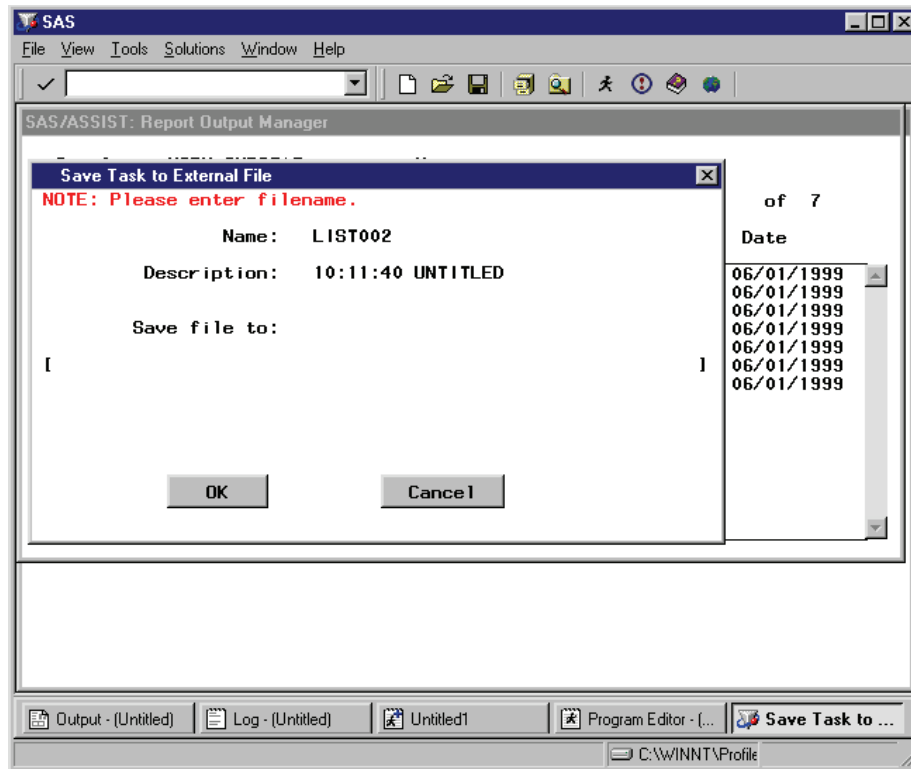 SAS
File View Tools Solutions Window Help
SAS/ASSIST: Report Output Manager
Save Task to External File
NOTE: Please enter filename.
of 7
Name: LIST002
Date
Description: 10:11:40 UNTITLED
06/01/1999
06/01/1999
06/01/1999
Save file to:
06/01/1999
06/01/1999
[ ]
06/01/1999
06/01/1999
OK Cancel
Output - (Untitled) Log - (Untitled) Untitled1 Program Editor - (... Save Task to ...
C:\WINNT\Profile